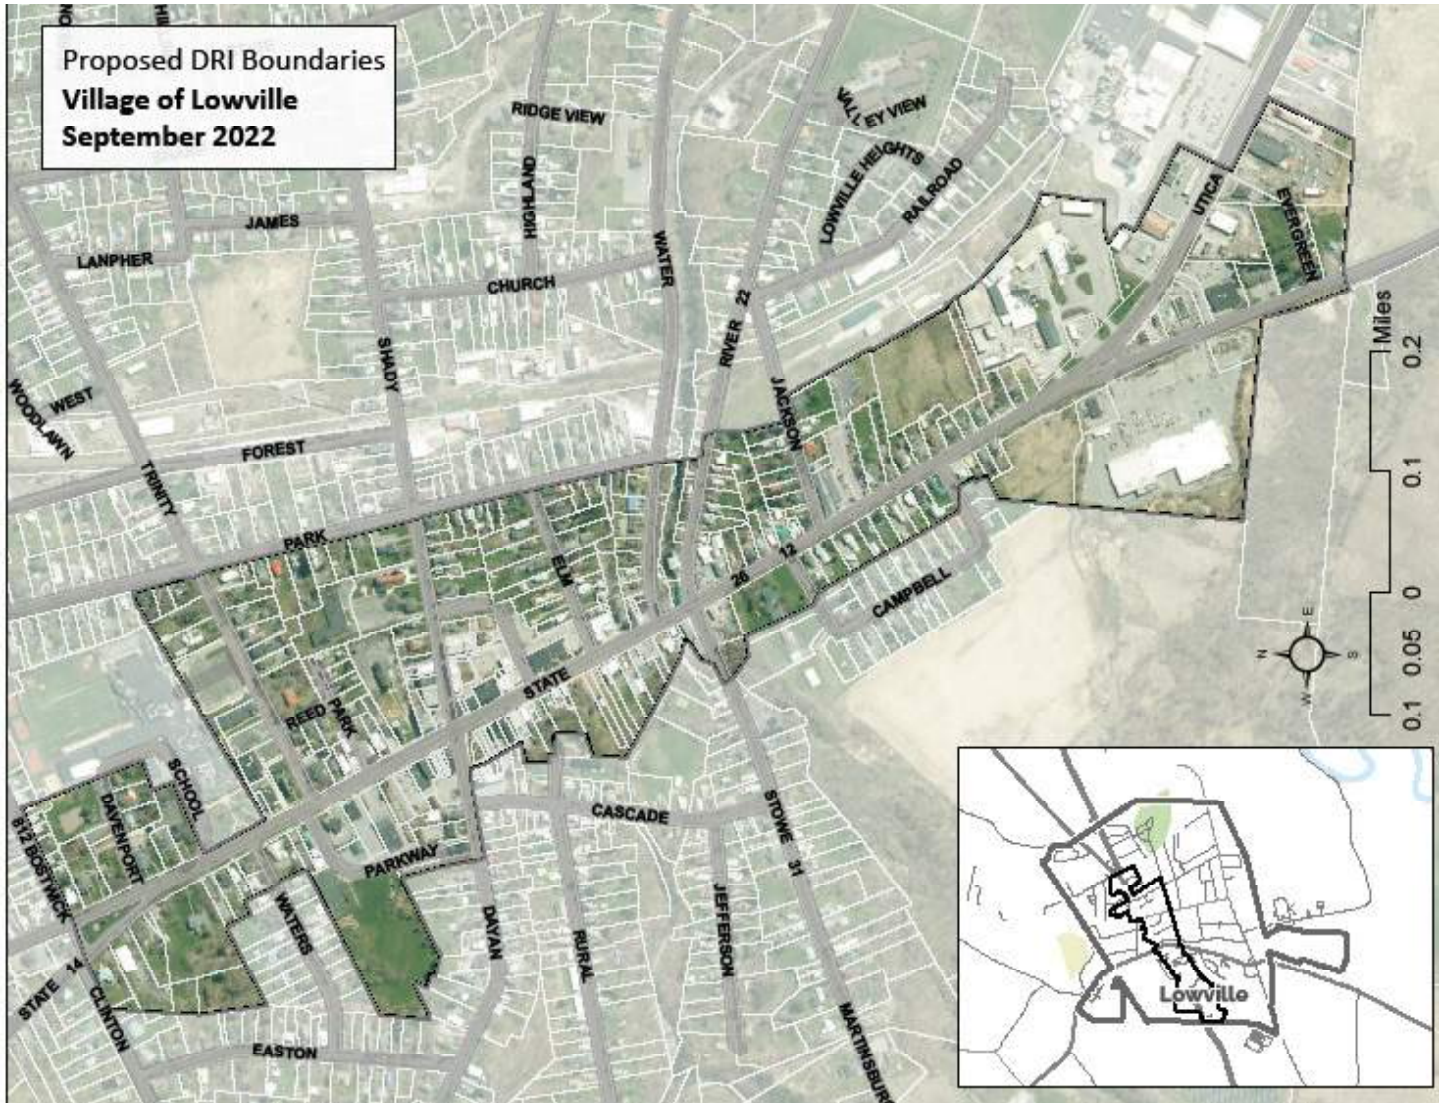 Proposed DRI Boundaries
Village of Lowville
September 2022
RIDGE VIEW
VALLEY VIEW
HIGHLAND
LOWVILLE HEIGHTS
RAILROAD
JAMES
LANPHER
CHURCH
WATER
RIVER 22
UTICA
EVERGREEN
SHADY
JACKSON
WEST
WOODLAWN
FOREST
TRINITY
PARK
ELM
26
12
CAMPBELL
STATE
REED
PARK
SCHOOL
DAVENPORT
812 BOSTWICK
PARKWAY
CASCADE
STOWE 31
WATERS
DAYAN
RURAL
JEFFERSON
STATE 14
CLINTON
EASTON
MARTINSBURG
Miles
0.2
0.1
0
0.05
0.1
N
E
S
W
Lowville